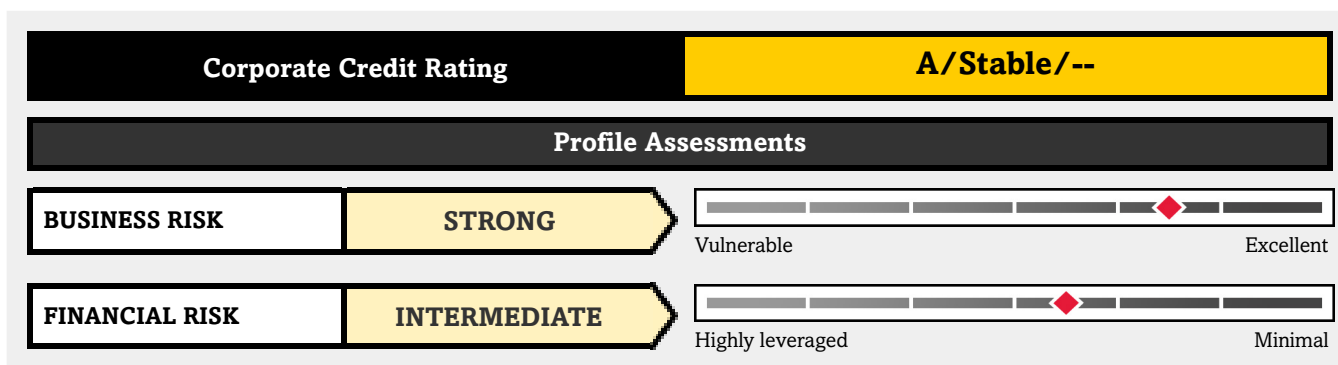 Corporate Credit Rating A/Stable/--
Profile Assessments
BUSINESS RISK STRONG
Vulnerable Excellent
FINANCIAL RISK INTERMEDIATE
Highly leveraged Minimal